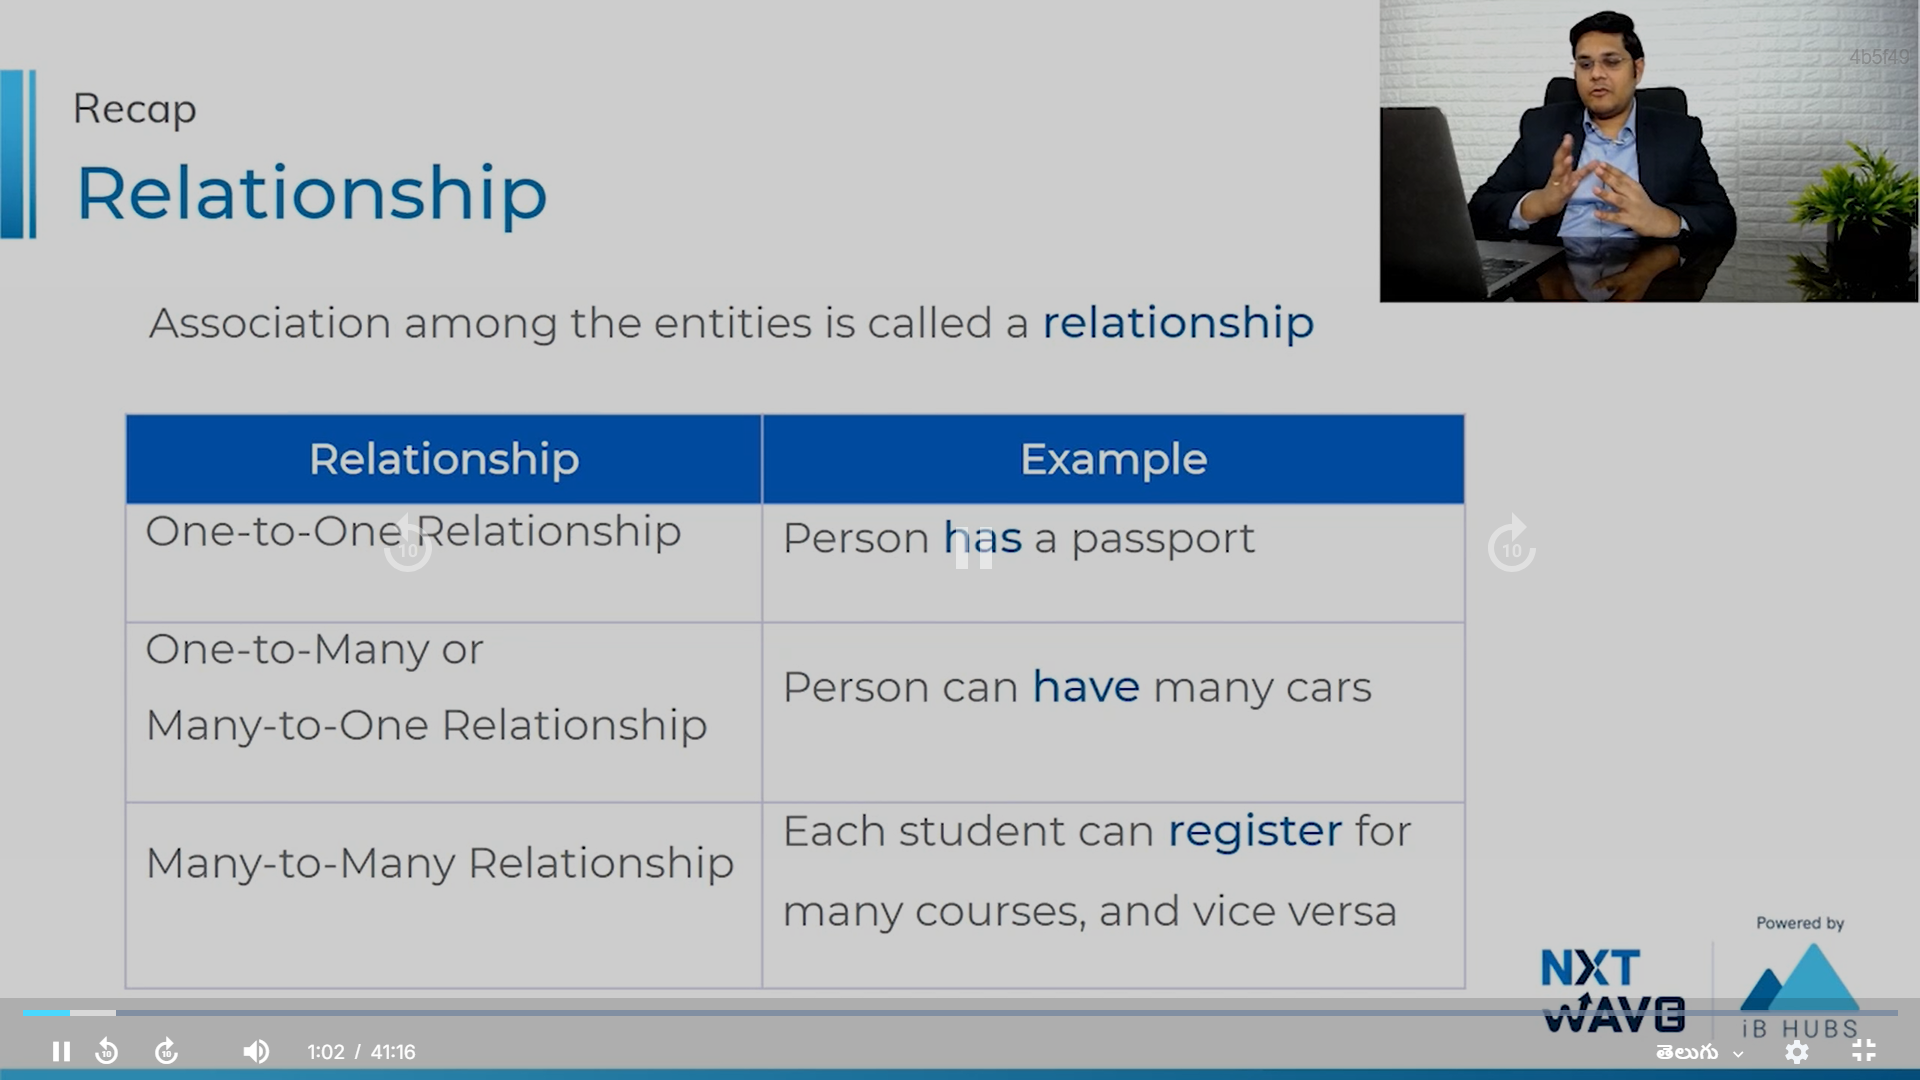 4b5f49
Recap
Relationship
Association among the entities is called a relationship
Relationship
Example
One-to-One Relationship
Person has a passport
One-to-Many or
Many-to-One Relationship
Person can have many cars
Many-to-Many Relationship
Each student can register for
many courses, and vice versa
10
10
Powered by
NXT
WAVE
iB HUBS
10
10
1:02 / 41:16
తెలుగు